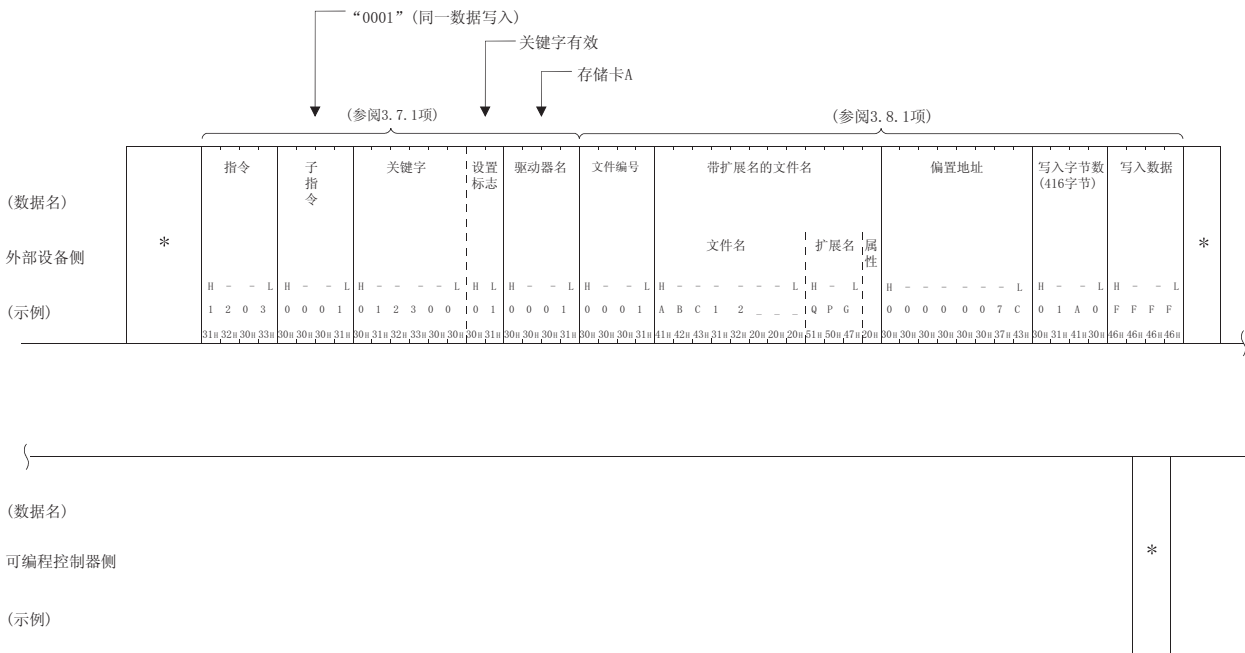 “0001”(同一数据写入)
关键字有效
存储卡A
(参阅3.7.1项) (参阅3.8.1项)
指令 子指令 关键字 设置标志 驱动器名 文件编号 带扩展名的文件名 偏置地址 写入字节数(416字节) 写入数据
(数据名)
* 文件名 扩展名 属性 *
外部设备侧
H - - L H - - L H - - - - L H L H - - L H - - L H - - - - - - L H - L H - - - - - - L H - - L H - - L
(示例) 1 2 0 3 0 0 0 1 0 1 2 3 0 0 0 1 0 0 0 1 0 0 0 1 A B C 1 2 _ _ _ Q P G 0 0 0 0 0 0 7 C 0 1 A 0 F F F F
31H 32H 30H 33H 30H 30H 30H 31H 30H 31H 32H 33H 30H 30H 30H 31H 30H 30H 30H 31H 30H 30H 30H 31H 41H 42H 43H 31H 32H 20H 20H 20H 51H 50H 47H 20H 30H 30H 30H 30H 30H 30H 37H 43H 30H 31H 41H 30H 46H 46H 46H 46H
(数据名)
可编程控制器侧 *
(示例)